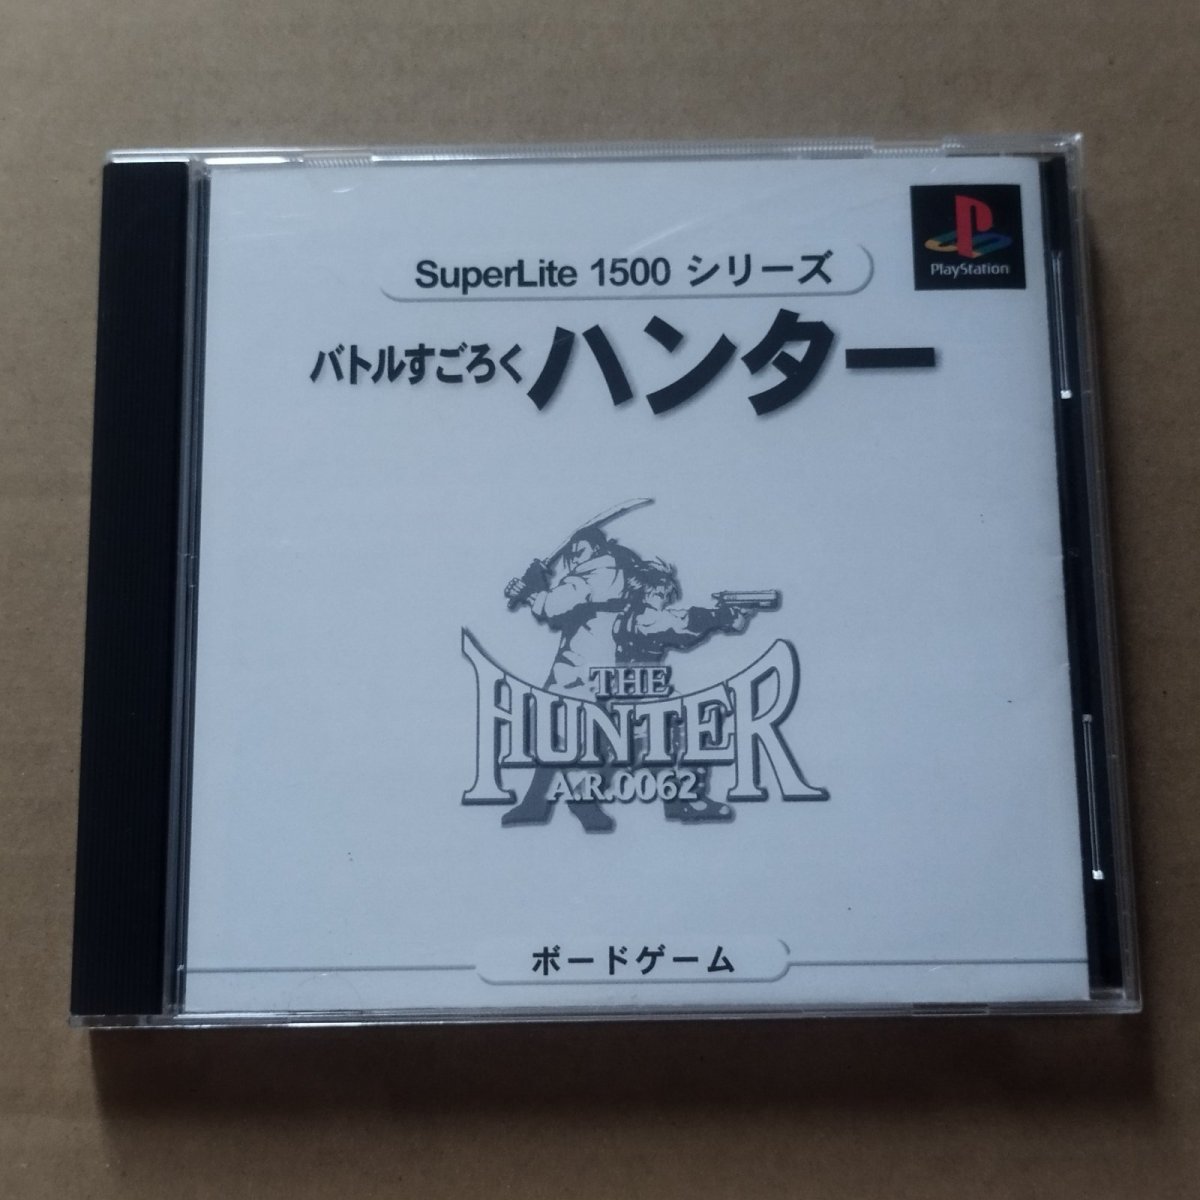 PlayStation
SuperLite 1500 シリーズ
バトルすごろく ハンター
THE
HUNTER
A.R.0062
ボードゲーム